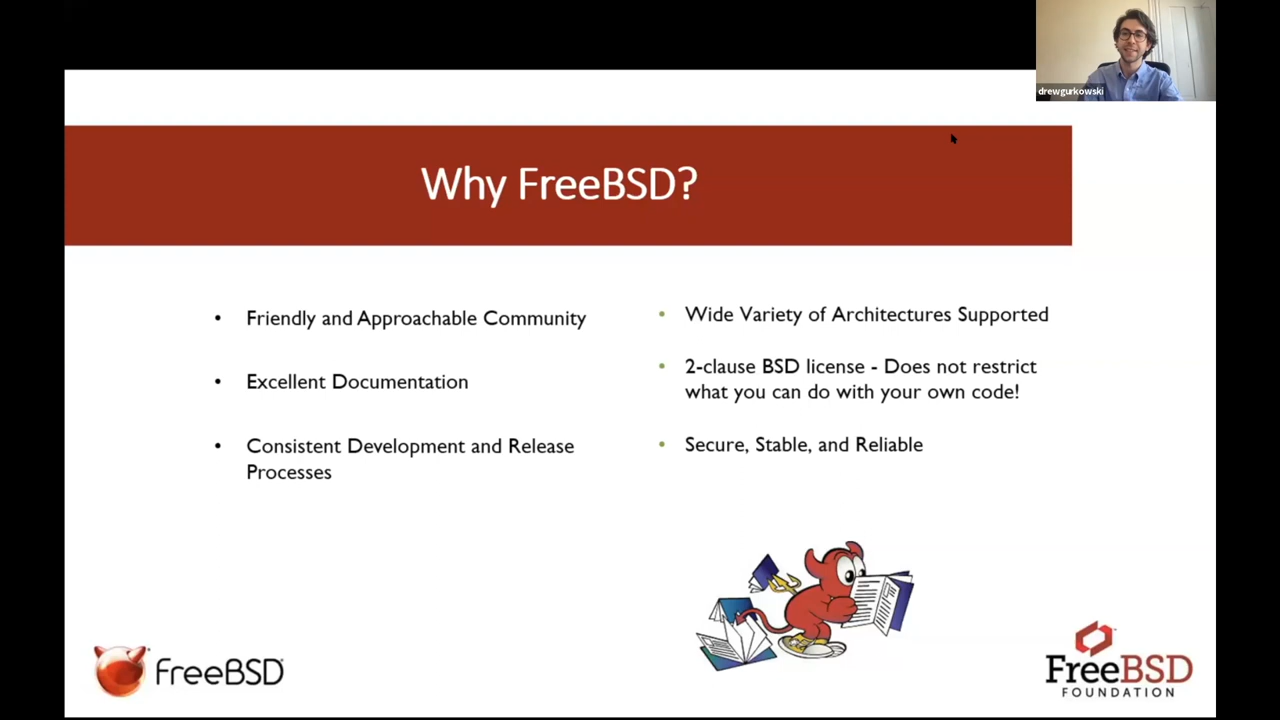 drewgurkowski
Why FreeBSD?
• Friendly and Approachable Community
• Excellent Documentation
• Consistent Development and Release
Processes
• Wide Variety of Architectures Supported
• 2-clause BSD license - Does not restrict
what you can do with your own code!
• Secure, Stable, and Reliable
FreeBSD
FreeBSD
FOUNDATION